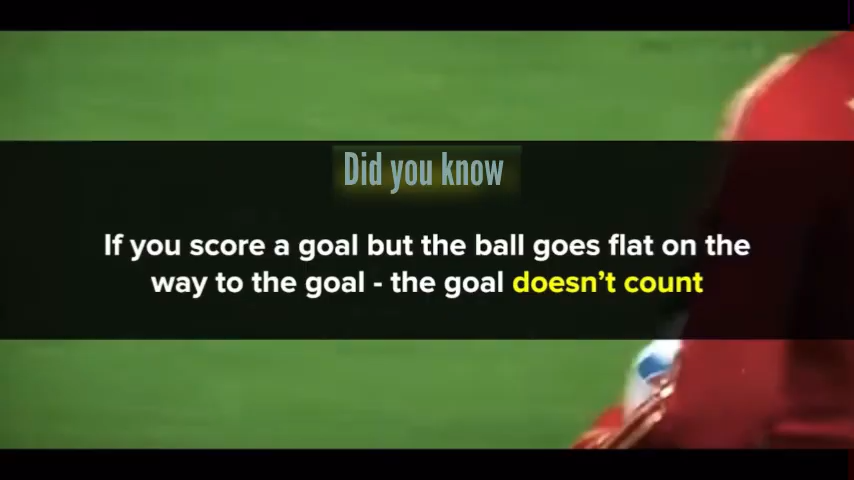 Did you know
If you score a goal but the ball goes flat on the
way to the goal - the goal doesn’t count